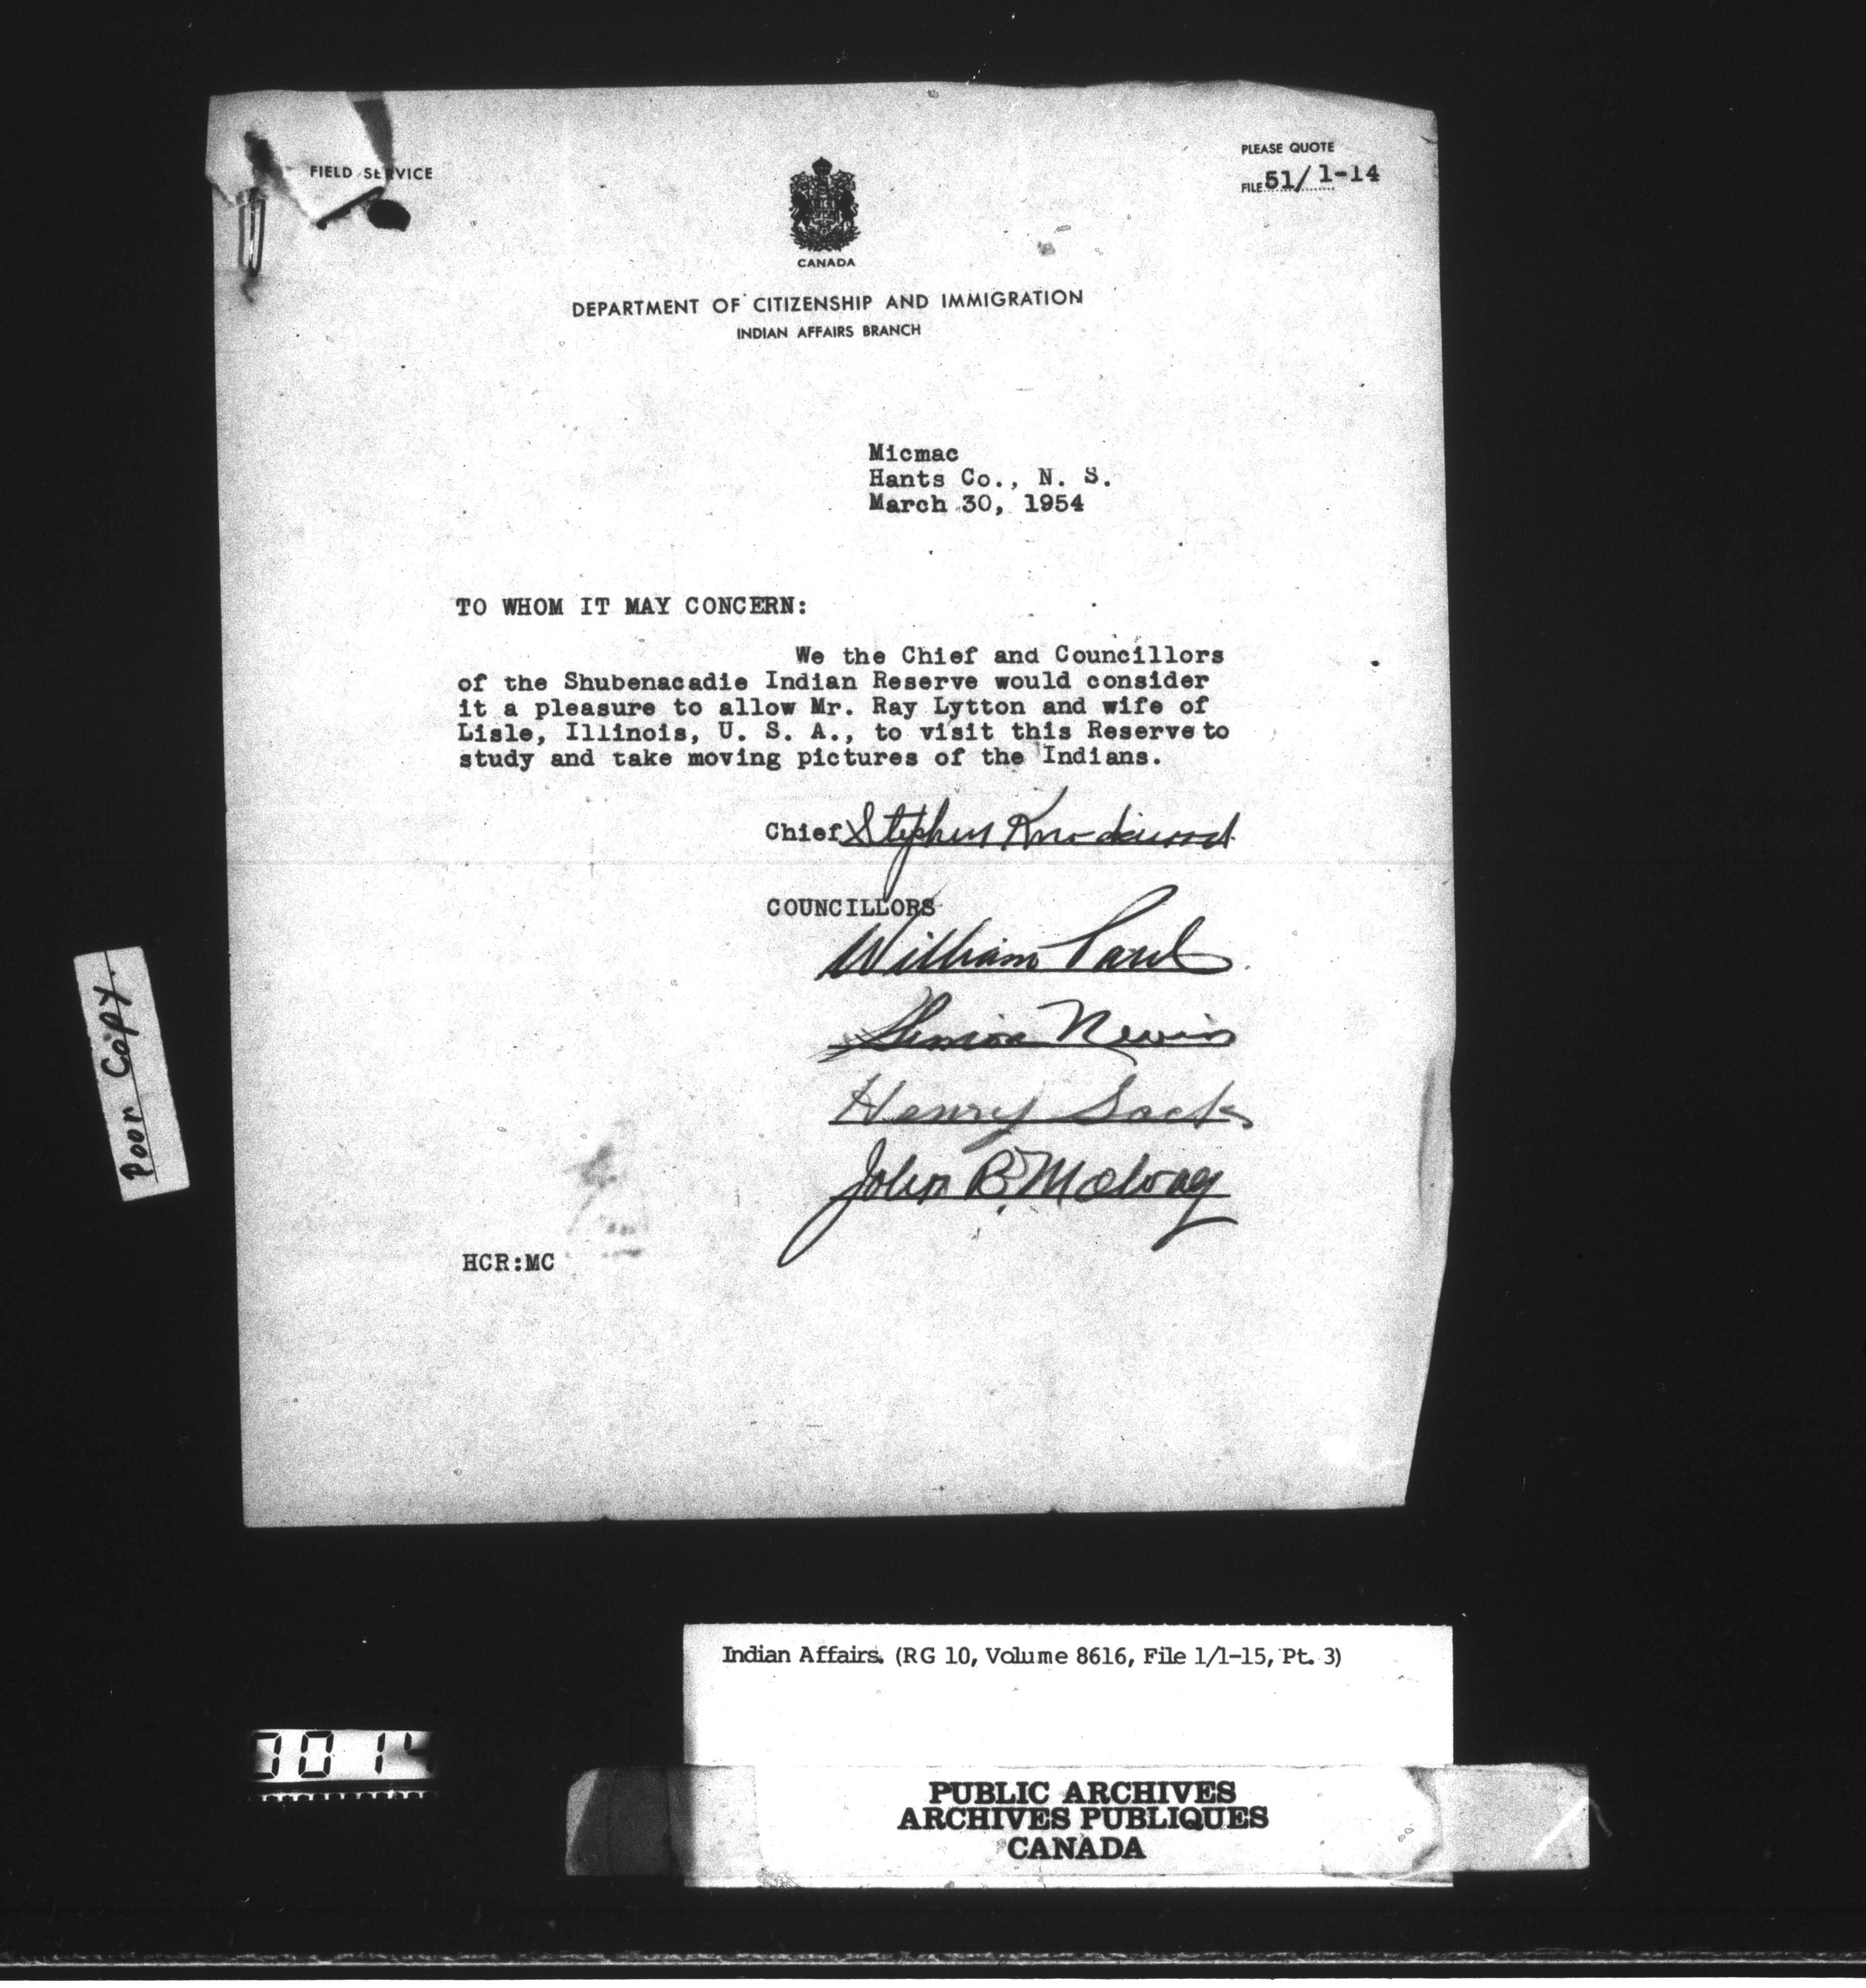 FIELD SERVICE
PLEASE QUOTE
FILE 51/1-14
CANADA
DEPARTMENT OF CITIZENSHIP AND IMMIGRATION
INDIAN AFFAIRS BRANCH
Micmac
Hants Co., N. S.
March 30, 1954
TO WHOM IT MAY CONCERN:
We the Chief and Councillors
of the Shubenacadie Indian Reserve would consider
it a pleasure to allow Mr. Ray Lytton and wife of
Lisle, Illinois, U. S. A., to visit this Reserve to
study and take moving pictures of the Indians.
Chief Stephen Knockwood
COUNCILLORS
William Paul
Nevin
Henry Sack
John B. Maloney
HCR:MC
Poor Copy.
Indian Affairs. (RG 10, Volume 8616, File 1/1-15, Pt. 3)
PUBLIC ARCHIVES
ARCHIVES PUBLIQUES
CANADA